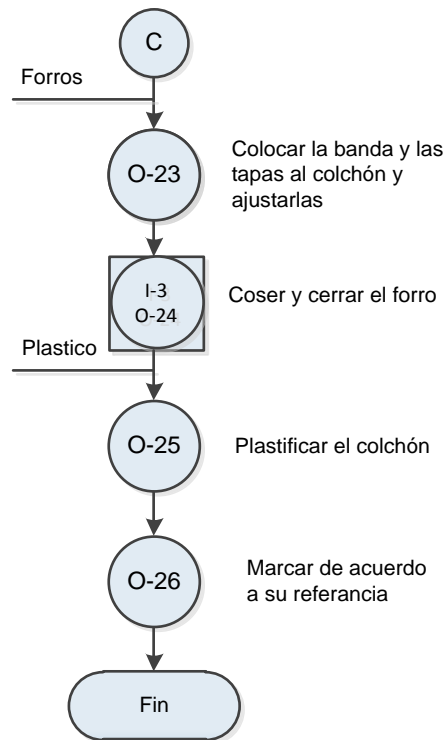 C
Forros
O-23
Colocar la banda y las
tapas al colchón y
ajustarlas
I-3
O-24
Coser y cerrar el forro
Plastico
O-25
Plastificar el colchón
O-26
Marcar de acuerdo
a su referancia
Fin